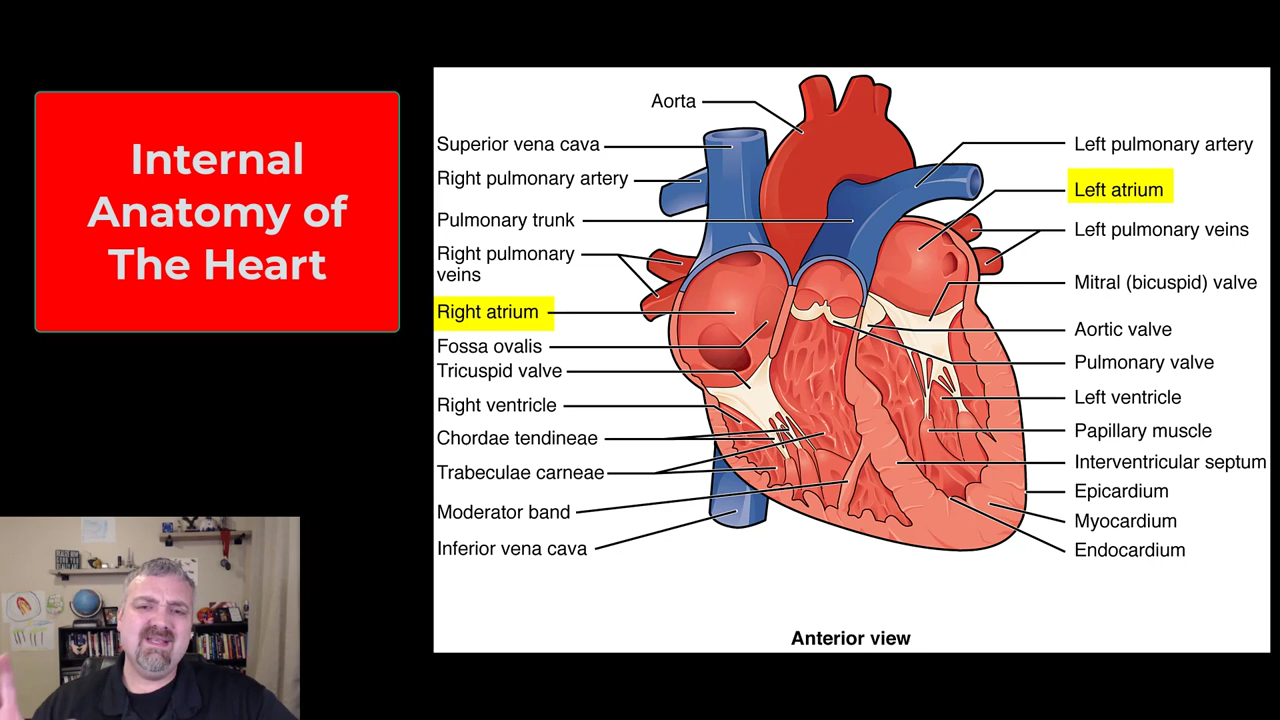 Internal
Anatomy of
The Heart
Aorta
Superior vena cava
Right pulmonary artery
Pulmonary trunk
Right pulmonary
veins
Right atrium
Fossa ovalis
Tricuspid valve
Right ventricle
Chordae tendineae
Trabeculae carneae
Moderator band
Inferior vena cava
Left pulmonary artery
Left atrium
Left pulmonary veins
Mitral (bicuspid) valve
Aortic valve
Pulmonary valve
Left ventricle
Papillary muscle
Interventricular septum
Epicardium
Myocardium
Endocardium
Anterior view